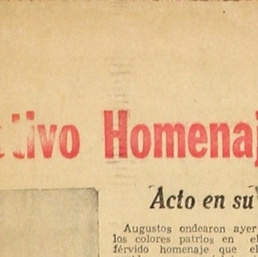 tivo Homenaj
Acto en su
Augustos ondearon ayer
los colores patrios en el
férvido homenaje que el